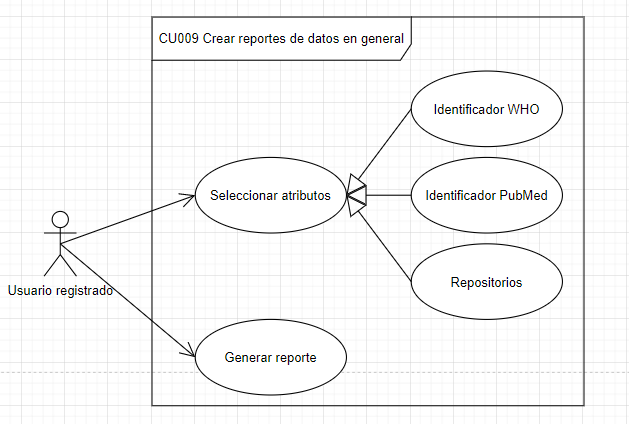 CU009 Crear reportes de datos en general
Identificador WHO
Seleccionar atributos
Identificador PubMed
Usuario registrado
Repositorios
Generar reporte